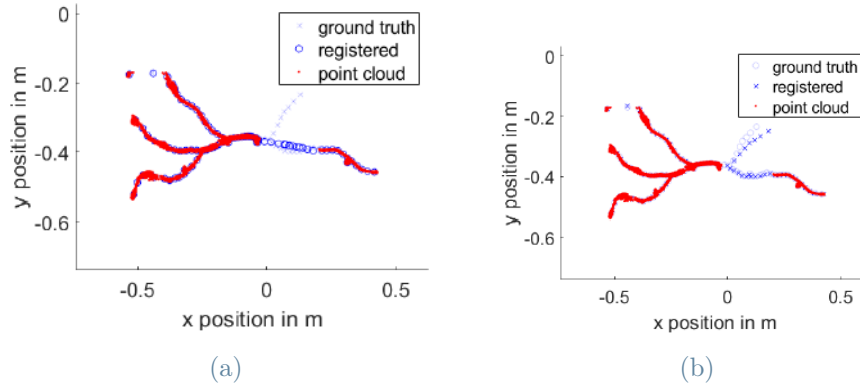 0
-0.2
-0.4
-0.6
-0.5
0
0.5
y position in m
x position in m
ground truth
registered
point cloud
(a)
0
-0.2
-0.4
-0.6
-0.5
0
0.5
y position in m
x position in m
ground truth
registered
point cloud
(b)